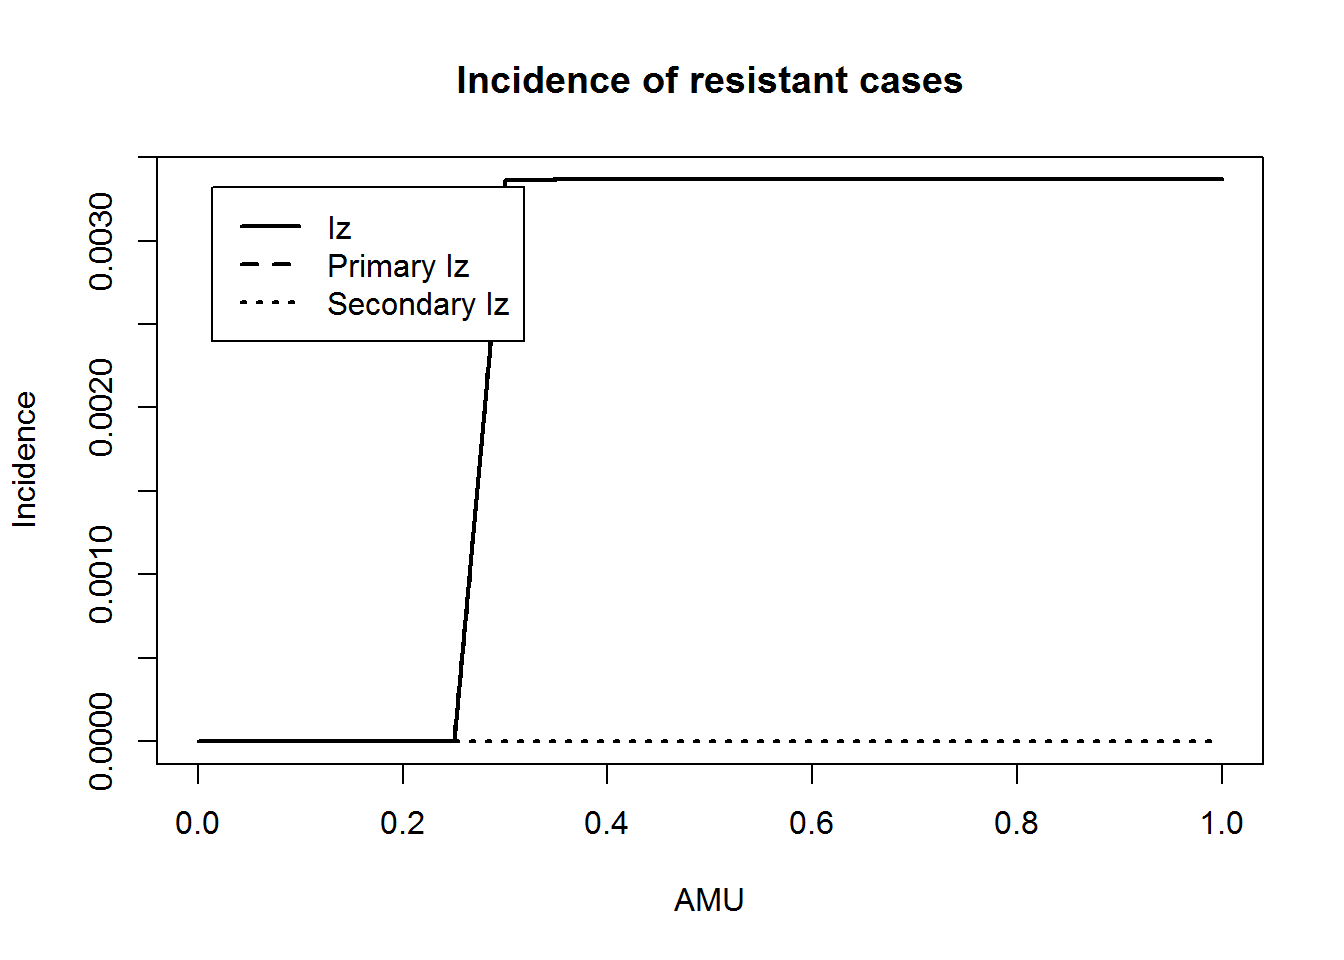 Incidence of resistant cases
Incidence
0.0030
0.0020
0.0010
0.0000
Iz
Primary Iz
Secondary Iz
0.0 0.2 0.4 0.6 0.8 1.0
AMU